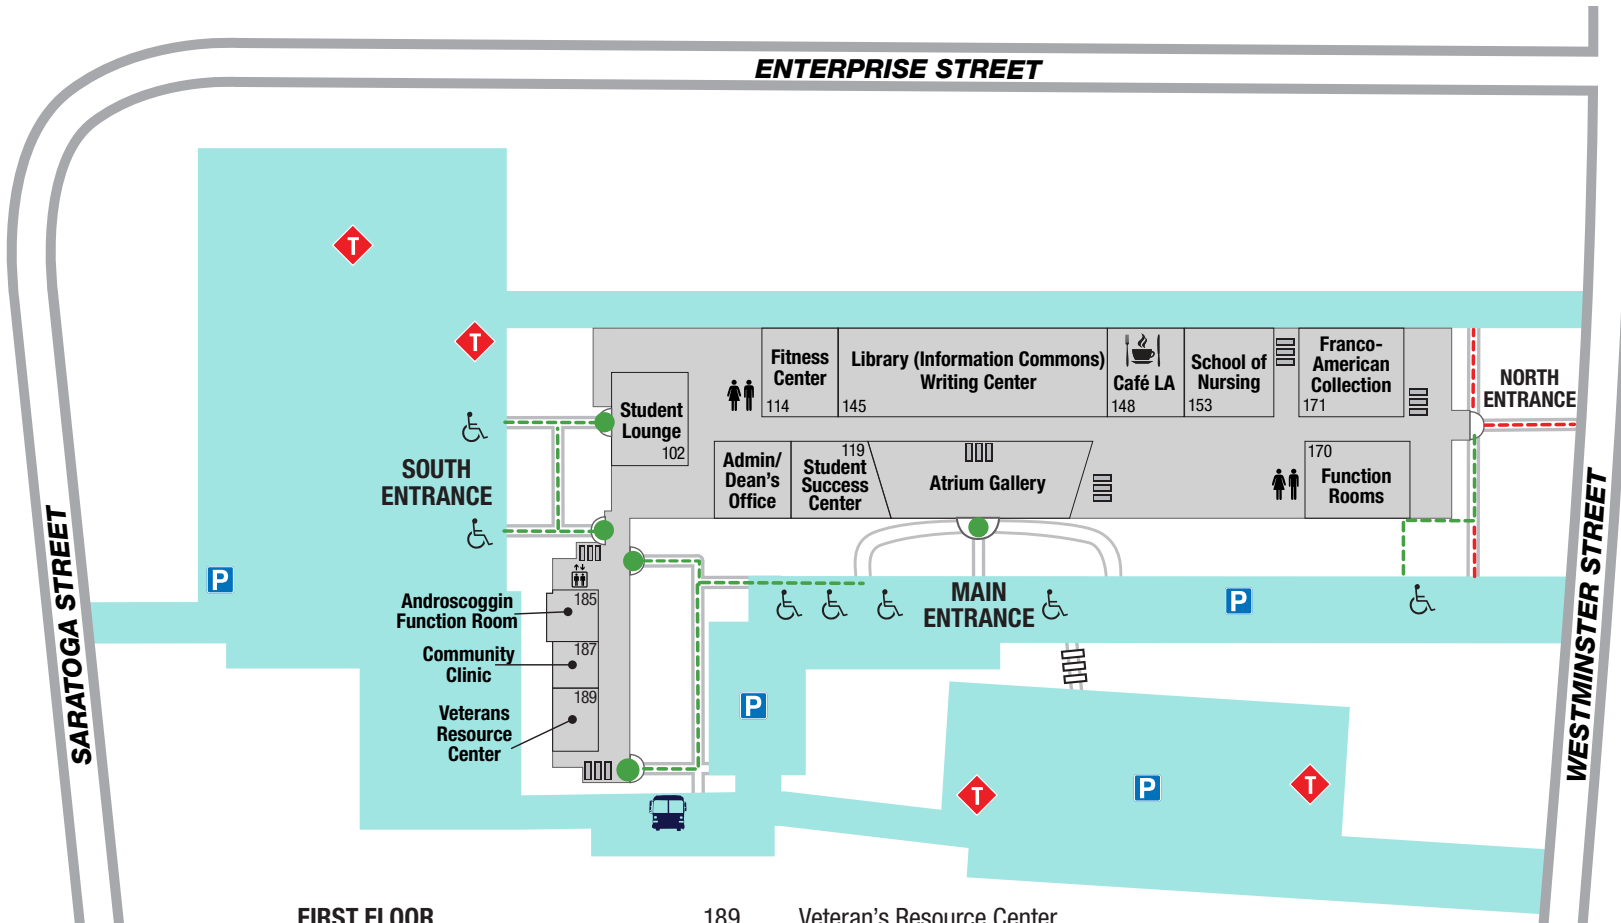 ENTERPRISE STREET
T
T
Fitness
Center
114
Library (Information Commons)
Writing Center
145
Café LA
148
School of
Nursing
153
Franco-
American
Collection
171
NORTH
ENTRANCE
Student
Lounge
102
SOUTH
ENTRANCE
Admin/
Dean's
Office
119
Student
Success
Center
Atrium Gallery
170
Function
Rooms
SARATOGA STREET
WESTMINSTER STREET
P
185
Androscoggin
Function Room
187
Community
Clinic
189
Veterans
Resource
Center
MAIN
ENTRANCE
P
P
T
P
T
FIRST FLOOR
189 Veteran's Resource Center